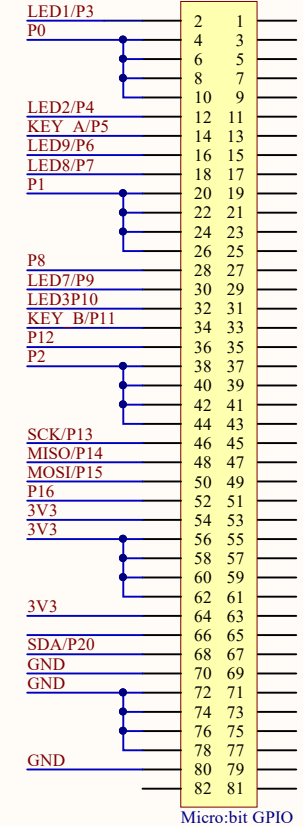 LED1/P3 2 1
P0 4 3
6 5
8 7
10 9
LED2/P4 12 11
KEY A/P5 14 13
LED9/P6 16 15
LED8/P7 18 17
P1 20 19
22 21
24 23
26 25
P8 28 27
LED7/P9 30 29
LED3P10 32 31
KEY B/P11 34 33
P12 36 35
P2 38 37
40 39
42 41
44 43
SCK/P13 46 45
MISO/P14 48 47
MOSI/P15 50 49
P16 52 51
3V3 54 53
3V3 56 55
58 57
60 59
62 61
3V3 64 63
66 65
SDA/P20 68 67
GND 70 69
GND 72 71
74 73
76 75
78 77
GND 80 79
82 81
Micro:bit GPIO